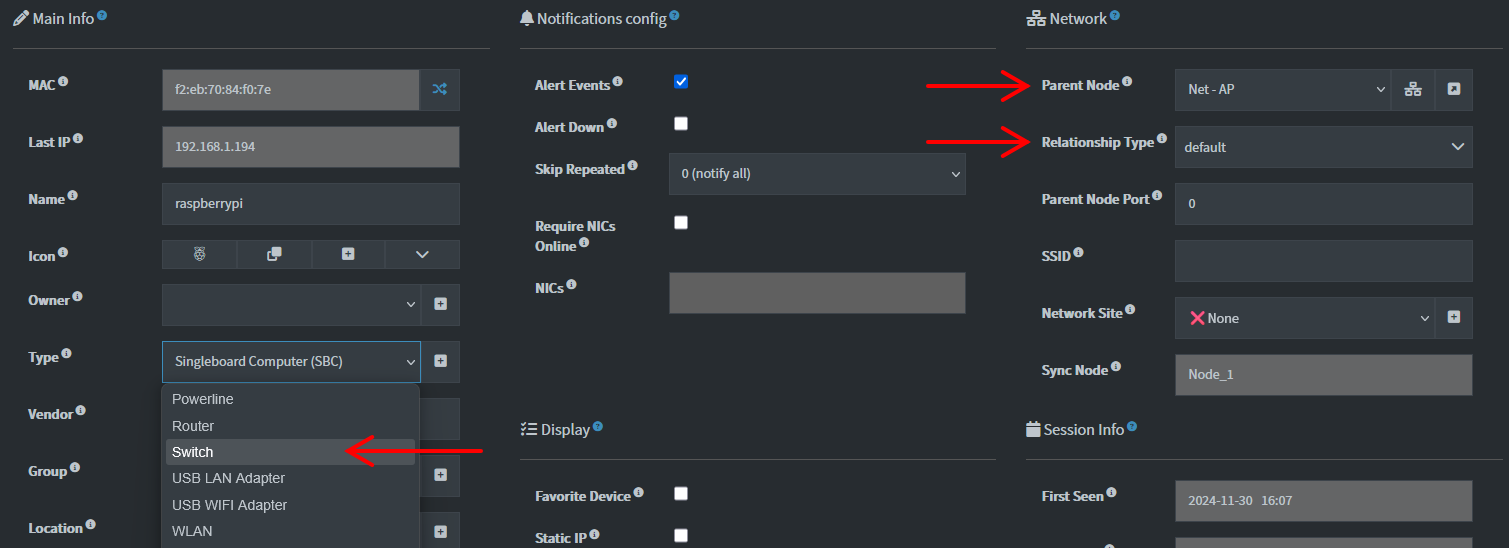 Main Info
MAC
f2:eb:70:84:f0:7e
Last IP
192.168.1.194
Name
raspberrypi
Icon
Owner
Type
Singleboard Computer (SBC)
Powerline
Router
Switch
USB LAN Adapter
USB WIFI Adapter
WLAN
Vendor
Group
Location
Notifications config
Alert Events
Alert Down
Skip Repeated
0 (notify all)
Require NICs
Online
NICs
Display
Favorite Device
Static IP
Network
Parent Node
Net - AP
Relationship Type
default
Parent Node Port
0
SSID
Network Site
❌ None
Sync Node
Node_1
Session Info
First Seen
2024-11-30 16:07